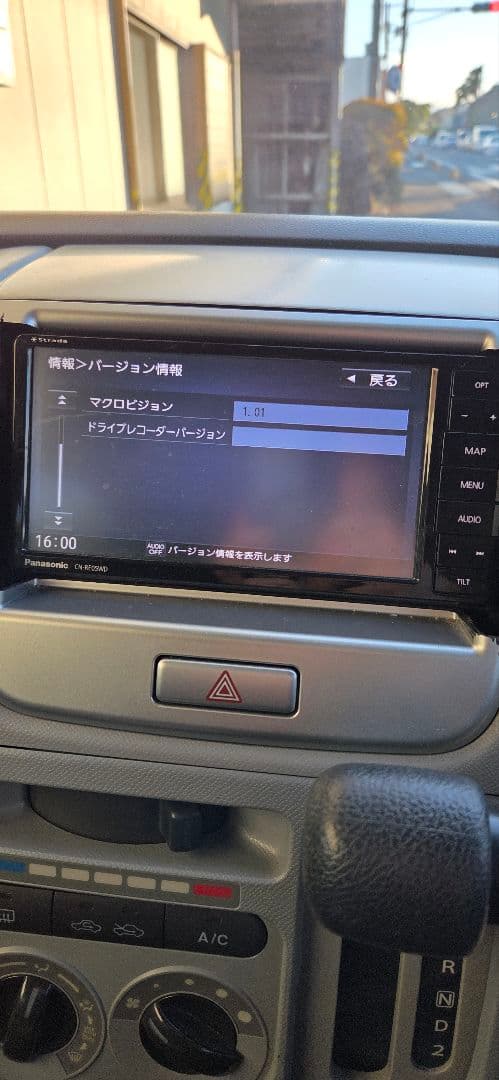 Strada
情報>バージョン情報
戻る
マクロビジョン
1.01
ドライブレコーダーバージョン
16:00
AUDIO OFF
バージョン情報を表示します
Panasonic CN-RE05WD
OPT
- +
MAP
MENU
AUDIO
TILT
A/C
R
N
D
2